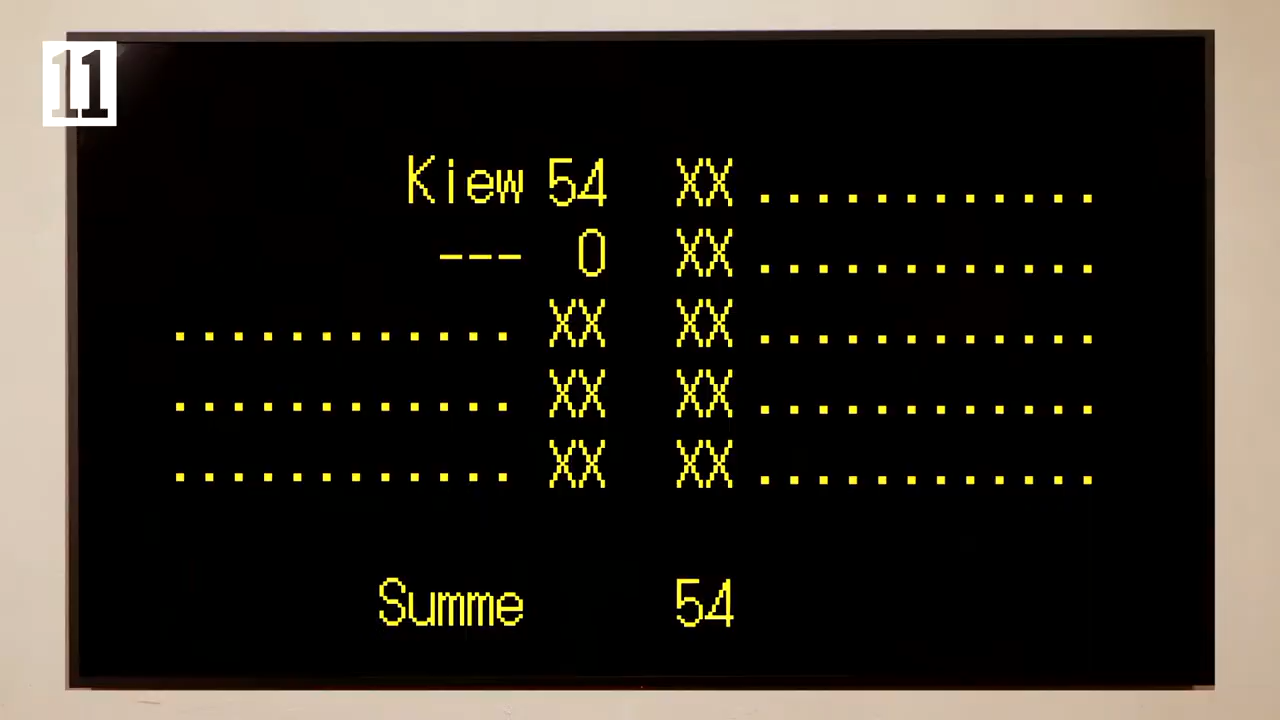 11
Kiew 54 XX ............
--- 0 XX ............
............ XX XX ............
............ XX XX ............
............ XX XX ............
Summe 54